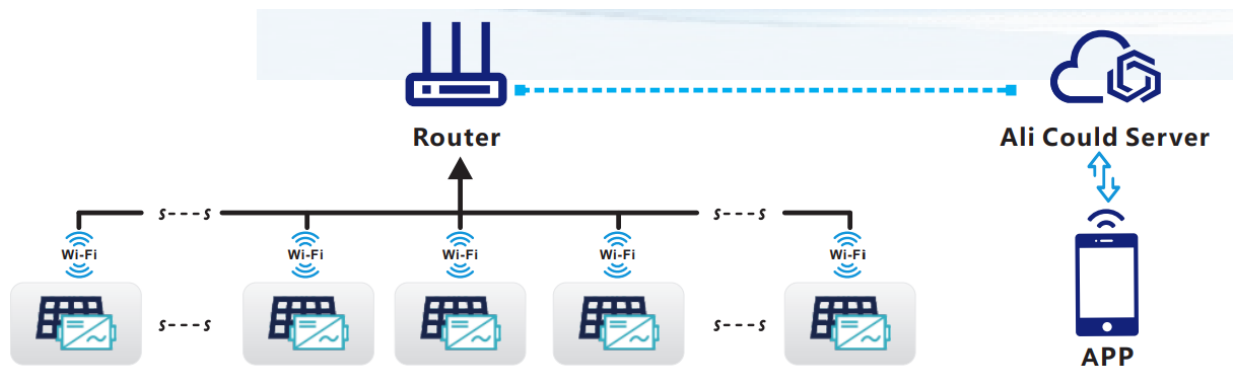 Router
Ali Could Server
S---S
S---S
Wi-Fi
Wi-Fi
Wi-Fi
Wi-Fi
Wi-Fi
S---S
S---S
APP